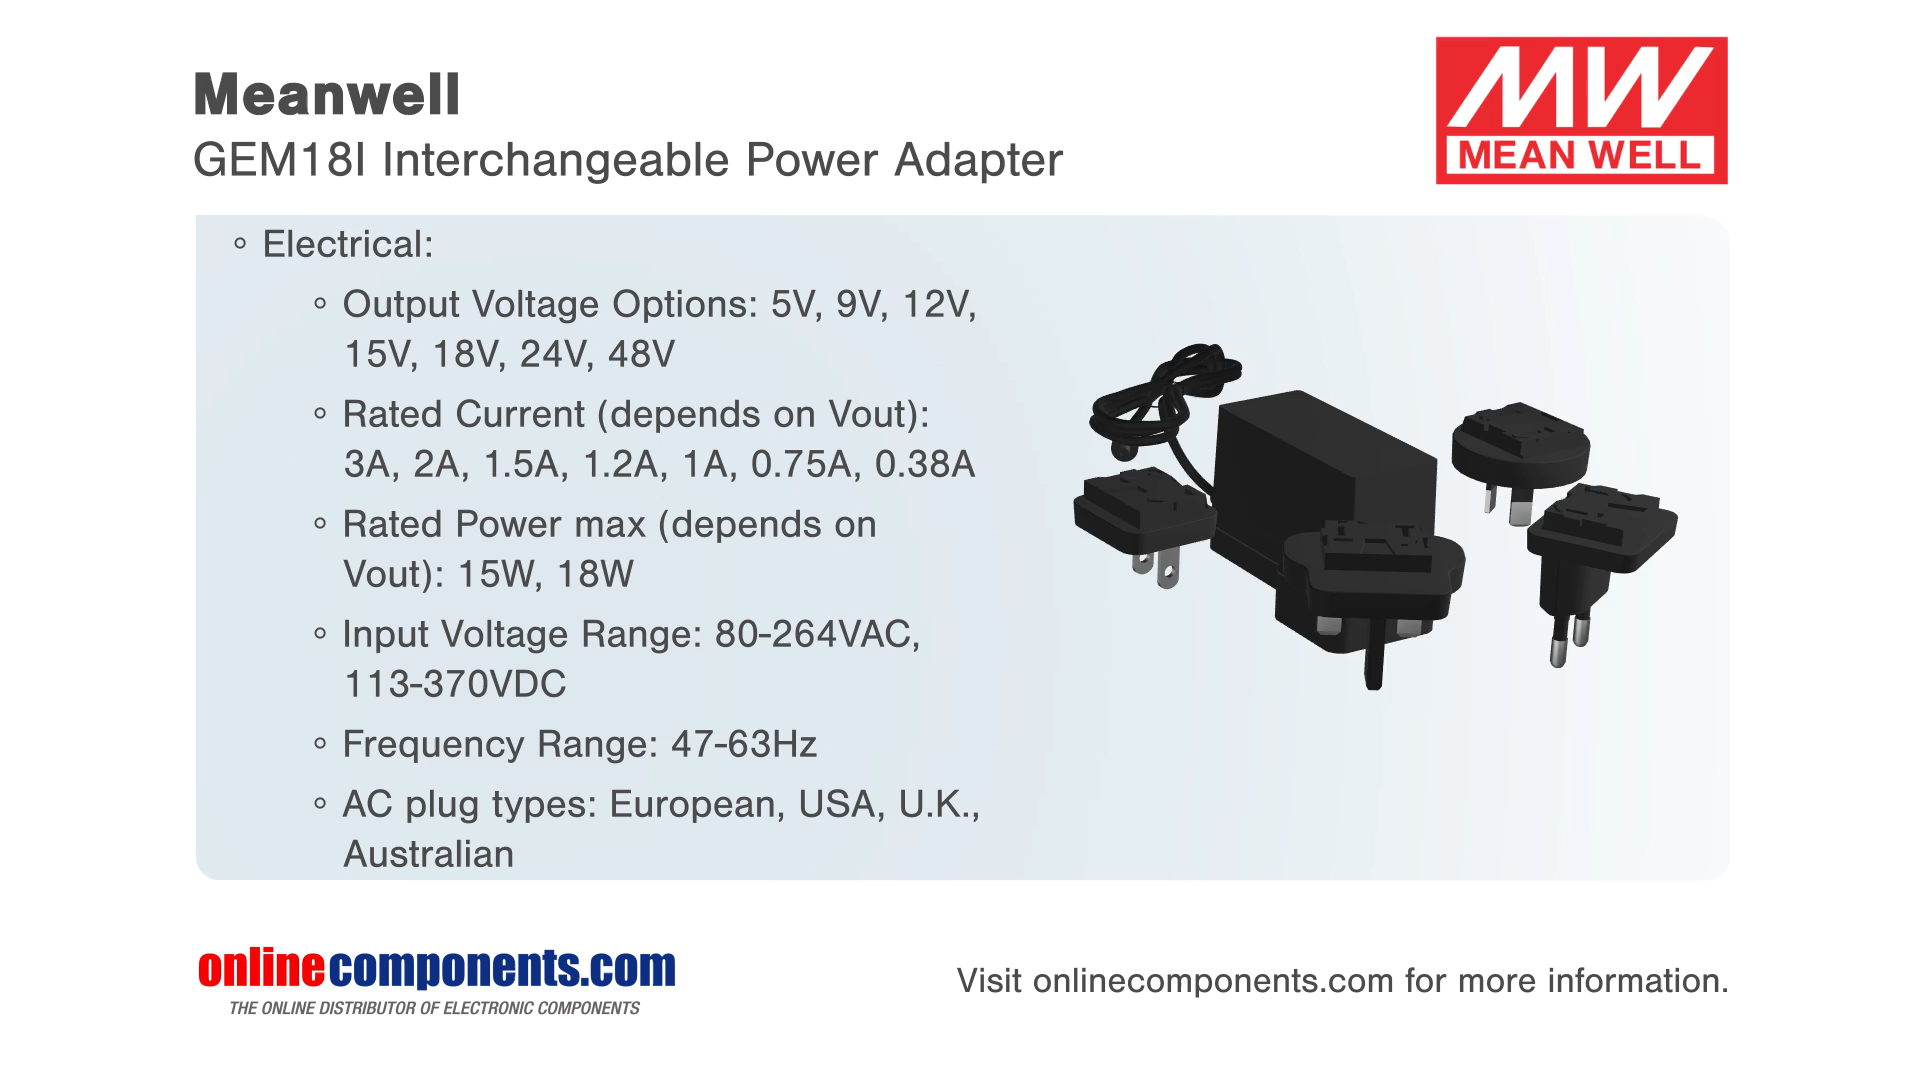 Meanwell
GEM18I Interchangeable Power Adapter
MW
MEAN WELL
◦ Electrical:
◦ Output Voltage Options: 5V, 9V, 12V,
15V, 18V, 24V, 48V
◦ Rated Current (depends on Vout):
3A, 2A, 1.5A, 1.2A, 1A, 0.75A, 0.38A
◦ Rated Power max (depends on
Vout): 15W, 18W
◦ Input Voltage Range: 80-264VAC,
113-370VDC
◦ Frequency Range: 47-63Hz
◦ AC plug types: European, USA, U.K.,
Australian
onlinecomponents.com
THE ONLINE DISTRIBUTOR OF ELECTRONIC COMPONENTS
Visit onlinecomponents.com for more information.